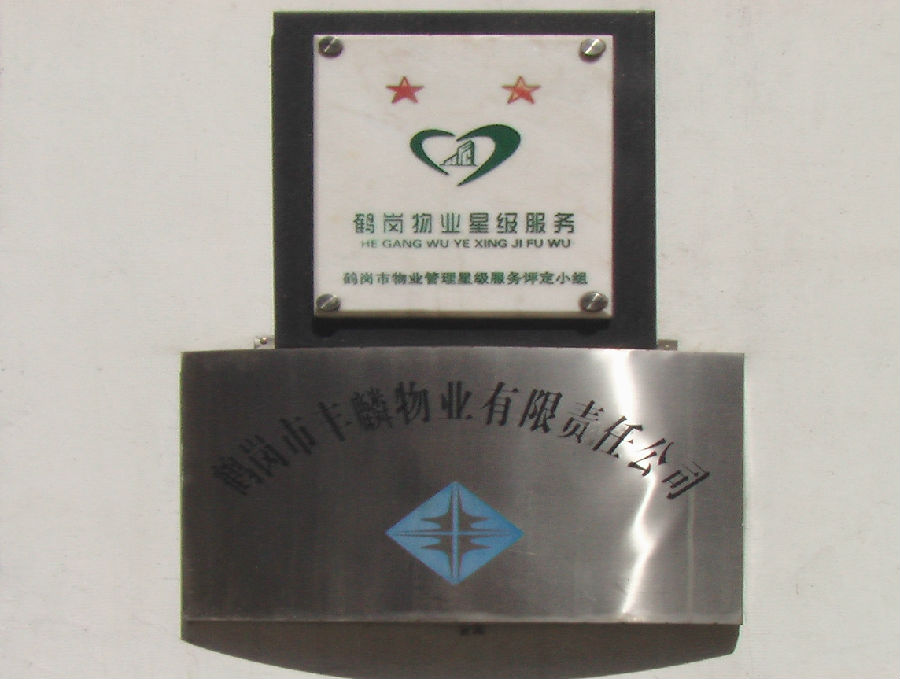 鹤岗物业星级服务
HE GANG WU YE XING JI FU WU
鹤岗市物业管理星级服务评定小组
鹤岗市丰麟物业有限责任公司